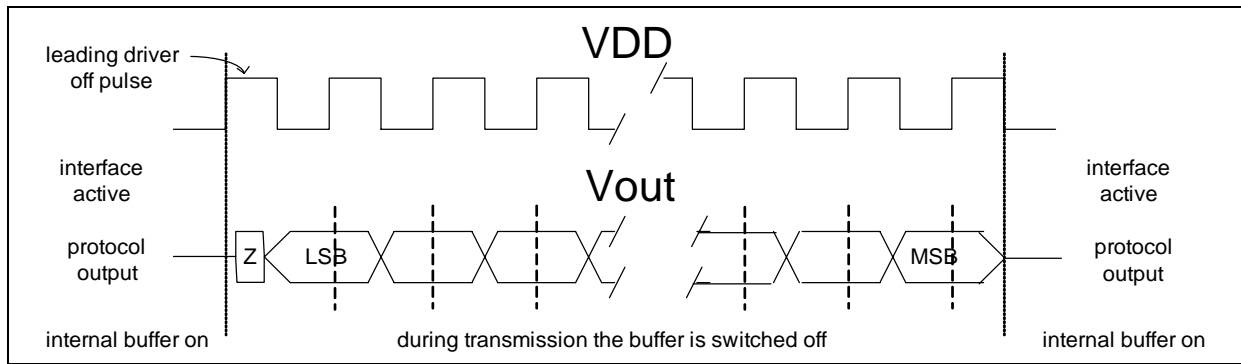 leading driver
off pulse
VDD
interface
active
Vout
interface
active
protocol
output
Z
LSB
MSB
protocol
output
internal buffer on
during transmission the buffer is switched off
internal buffer on